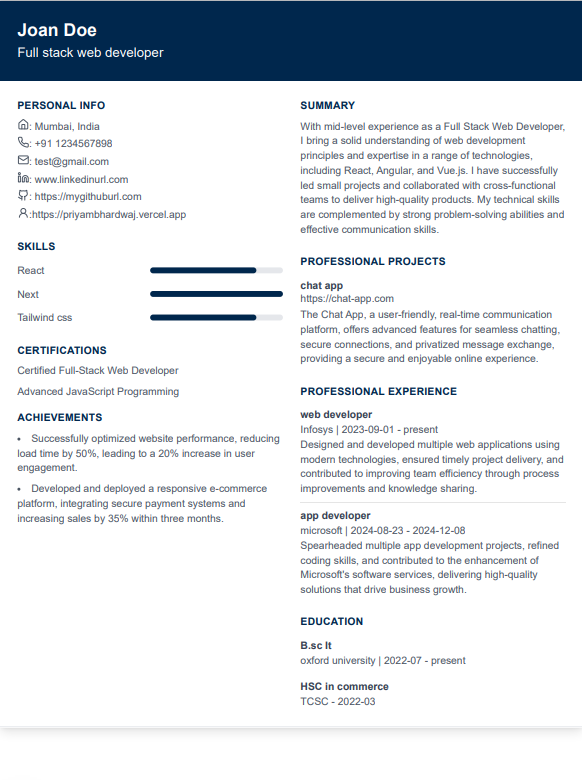 Joan Doe
Full stack web developer
PERSONAL INFO
: Mumbai, India
: +91 1234567898
: test@gmail.com
: www.linkedinurl.com
: https://mygithuburl.com
:https://priyambhardwaj.vercel.app
SKILLS
React
Next
Tailwind css
CERTIFICATIONS
Certified Full-Stack Web Developer
Advanced JavaScript Programming
ACHIEVEMENTS
• Successfully optimized website performance, reducing
load time by 50%, leading to a 20% increase in user
engagement.
• Developed and deployed a responsive e-commerce
platform, integrating secure payment systems and
increasing sales by 35% within three months.
SUMMARY
With mid-level experience as a Full Stack Web Developer,
I bring a solid understanding of web development
principles and expertise in a range of technologies,
including React, Angular, and Vue.js. I have successfully
led small projects and collaborated with cross-functional
teams to deliver high-quality products. My technical skills
are complemented by strong problem-solving abilities and
effective communication skills.
PROFESSIONAL PROJECTS
chat app
https://chat-app.com
The Chat App, a user-friendly, real-time communication
platform, offers advanced features for seamless chatting,
secure connections, and privatized message exchange,
providing a secure and enjoyable online experience.
PROFESSIONAL EXPERIENCE
web developer
Infosys | 2023-09-01 - present
Designed and developed multiple web applications using
modern technologies, ensured timely project delivery, and
contributed to improving team efficiency through process
improvements and knowledge sharing.
app developer
microsoft | 2024-08-23 - 2024-12-08
Spearheaded multiple app development projects, refined
coding skills, and contributed to the enhancement of
Microsoft's software services, delivering high-quality
solutions that drive business growth.
EDUCATION
B.sc It
oxford university | 2022-07 - present
HSC in commerce
TCSC - 2022-03